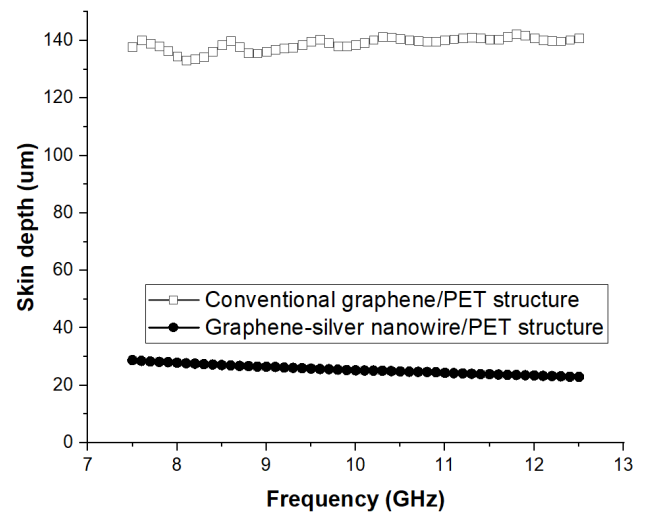 140
120
100
80
60
40
20
0
Skin depth (um)
Conventional graphene/PET structure
Graphene-silver nanowire/PET structure
7 8 9 10 11 12 13
Frequency (GHz)